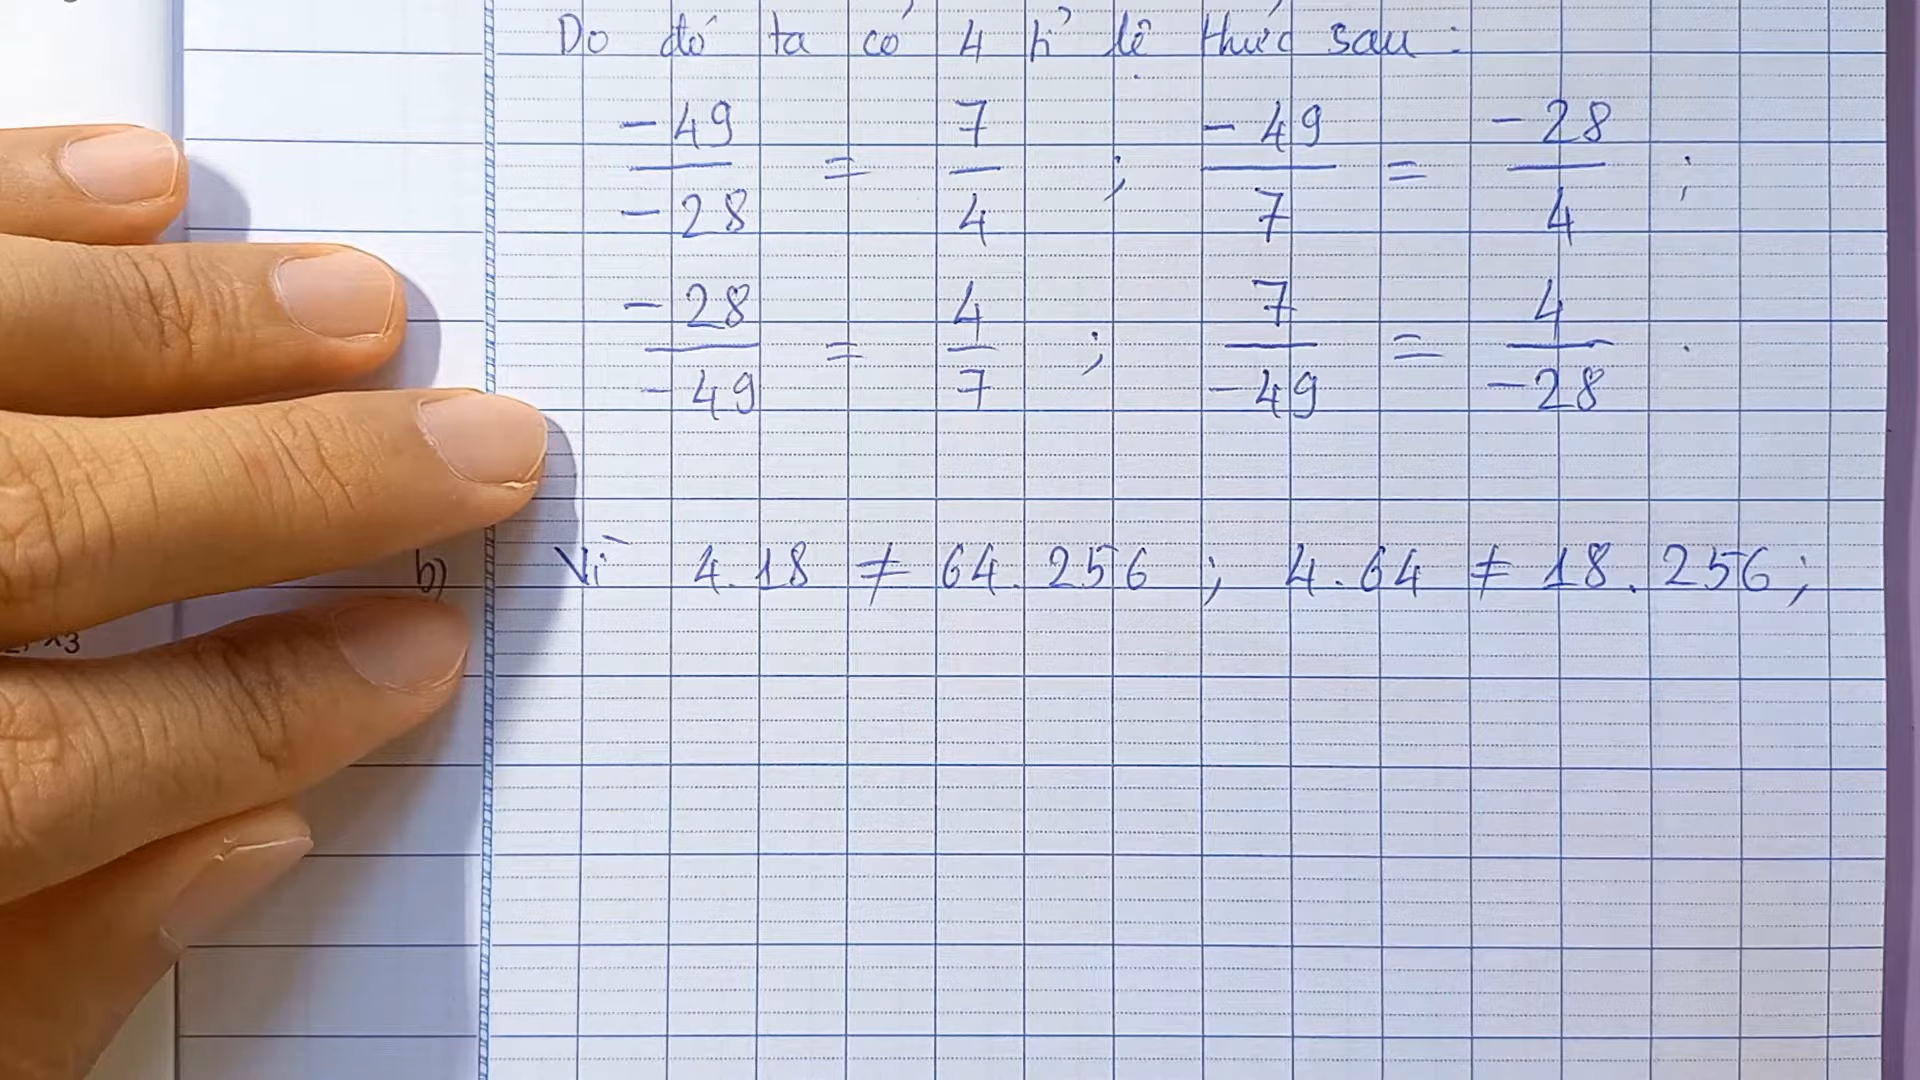 Do đó ta có 4 tỉ lệ thức sau :
-49/-28 = 7/4 ; -49/7 = -28/4 ;
-28/-49 = 4/7 ; 7/-49 = 4/-28 .
b) Vì 4.18 ≠ 64.256 ; 4.64 ≠ 18.256 ;